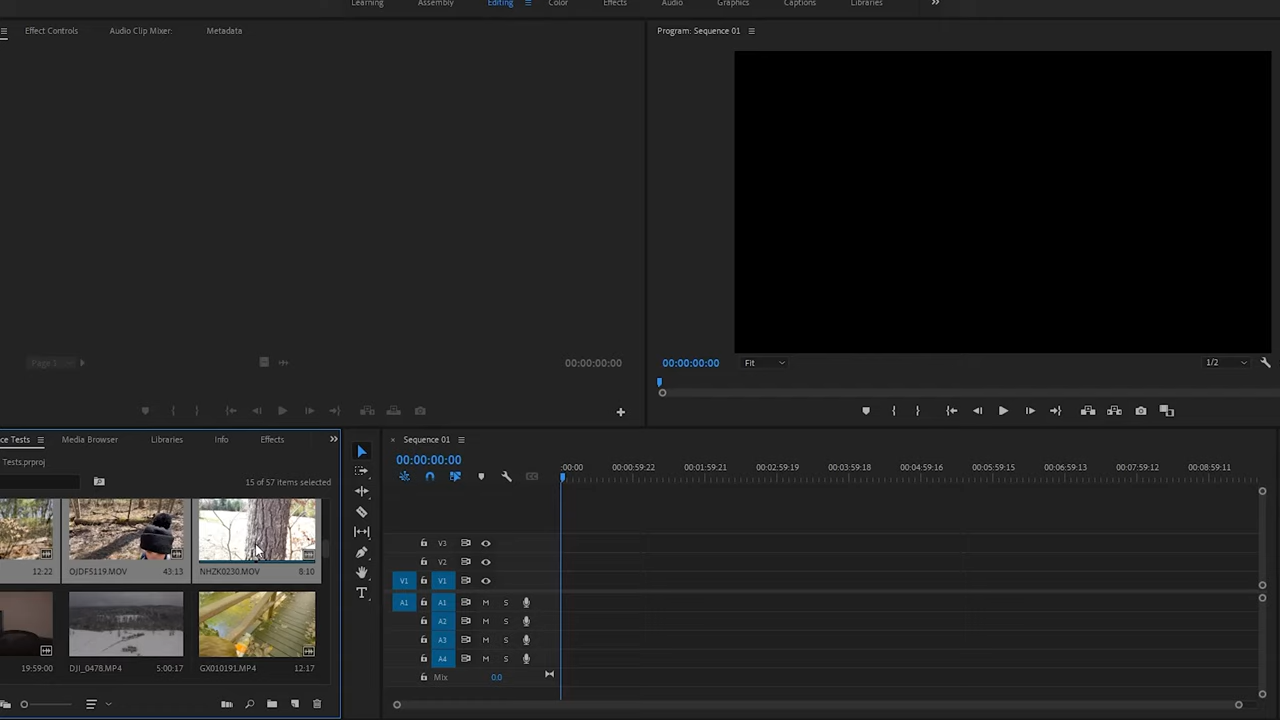 Learning Assembly Editing Color Effects Audio Graphics Captions Libraries
Effect Controls Audio Clip Mixer: Metadata
Program: Sequence 01
Page 1
00:00:00:00
00:00:00:00 Fit 1/2
ce Tests Media Browser Libraries Info Effects
Tests.prproj
15 of 57 items selected
12:22 OJDF5119.MOV 43:13 NHZK0230.MOV 8:10
19:59:00 DJI_0478.MP4 5:00:17 GX010191.MP4 12:17
Sequence 01
00:00:00:00
:00:00 00:00:59:22 00:01:59:21 00:02:59:19 00:03:59:18 00:04:59:16 00:05:59:15 00:06:59:13 00:07:59:12 00:08:59:11
V3
V2
V1 V1
A1 A1 M S
A2 M S
A3 M S
A4 M S
Mix 0.0